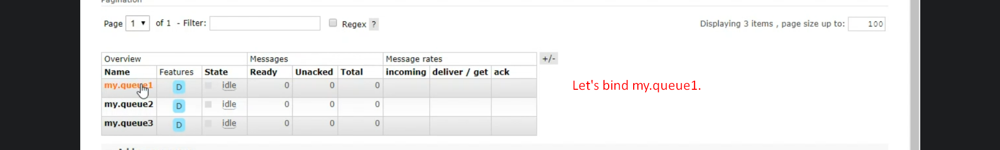 Pagination
Page 1 of 1 - Filter: Regex ? Displaying 3 items , page size up to: 100
Overview Messages Message rates +/-
Name Features State Ready Unacked Total incoming deliver / get ack
my.queue1 D idle 0 0 0 Let's bind my.queue1.
my.queue2 D idle 0 0 0
my.queue3 D idle 0 0 0